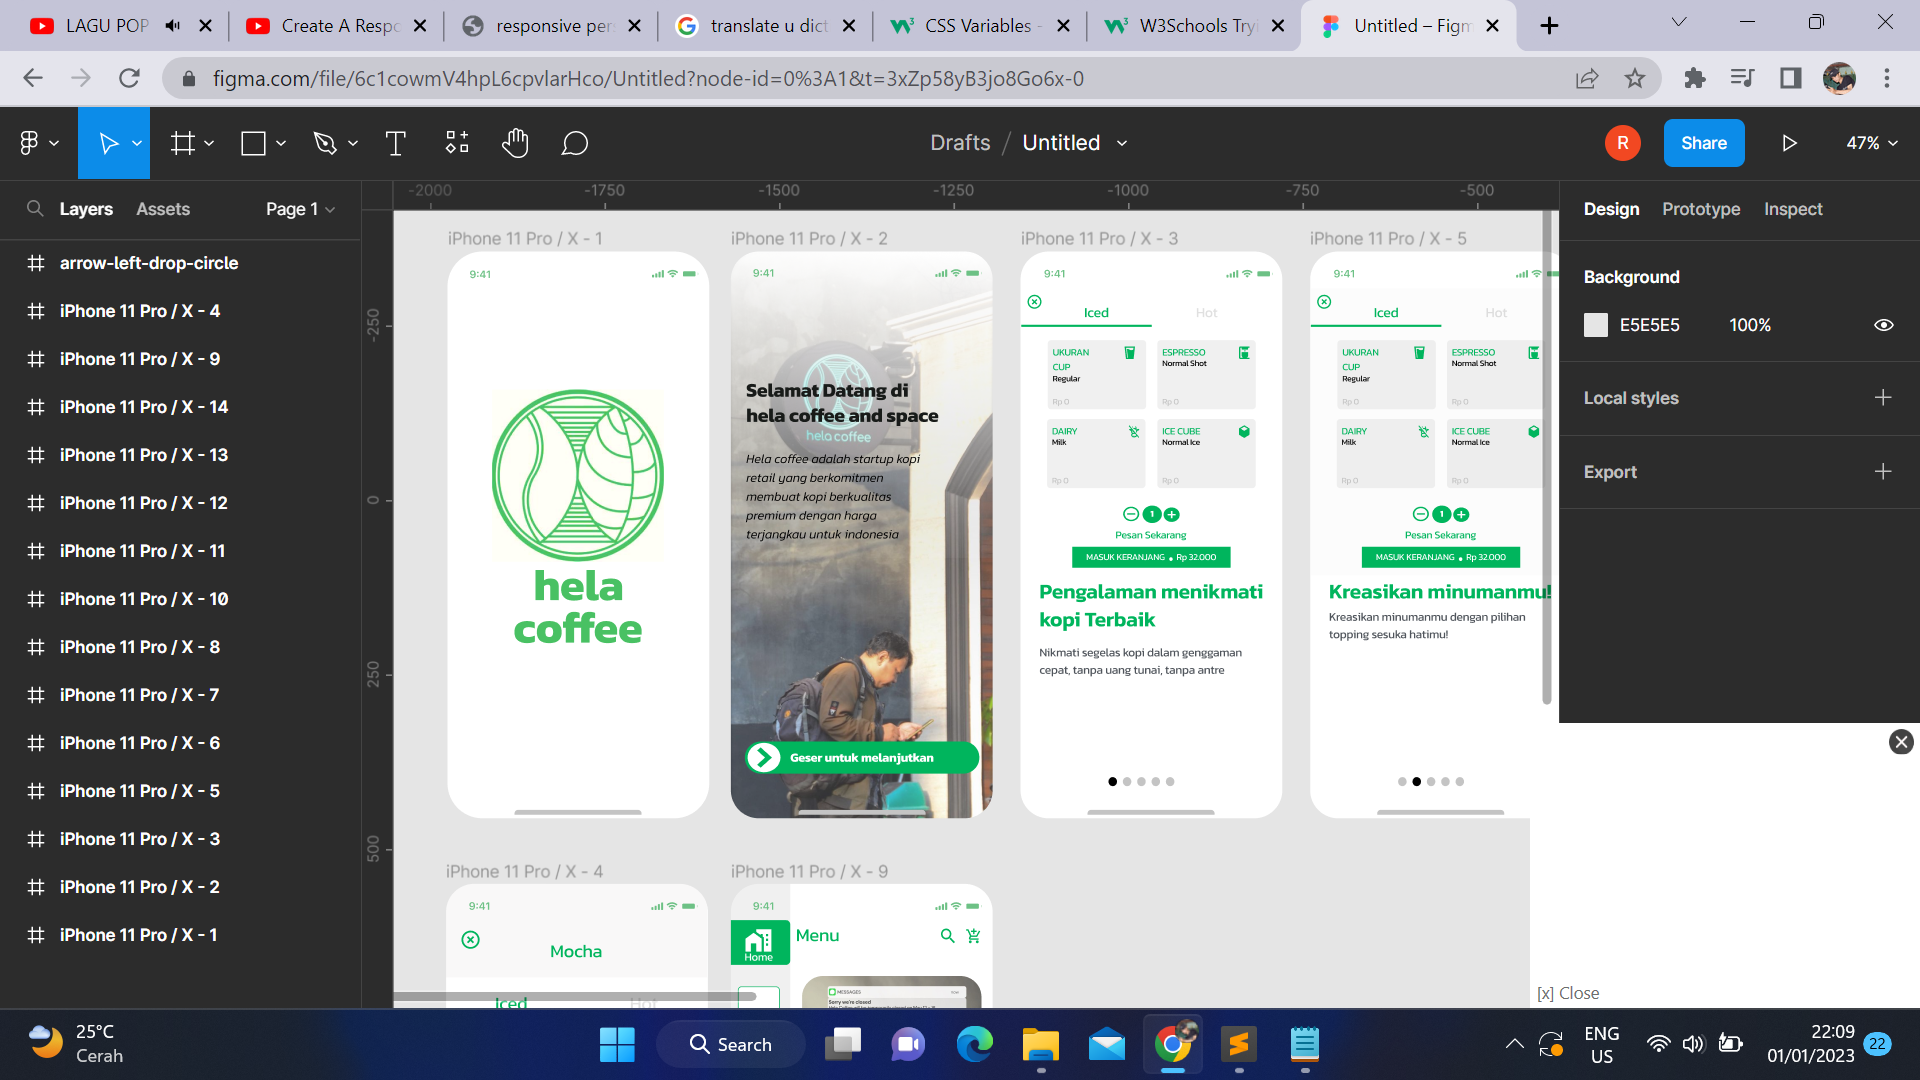 LAGU POP
Create A Respo
responsive per
translate u dict
CSS Variables -
W3Schools Tryi
Untitled – Figm
figma.com/file/6c1cowmV4hpL6cpvlarHco/Untitled?node-id=0%3A1&t=3xZp58yB3jo8Go6x-0
Drafts / Untitled
R
Share
47%
Layers
Assets
Page 1
-2000 -1750 -1500 -1250 -1000 -750 -500
Design
Prototype
Inspect
Background
E5E5E5 100%
Local styles
Export
arrow-left-drop-circle
iPhone 11 Pro / X - 4
iPhone 11 Pro / X - 9
iPhone 11 Pro / X - 14
iPhone 11 Pro / X - 13
iPhone 11 Pro / X - 12
iPhone 11 Pro / X - 11
iPhone 11 Pro / X - 10
iPhone 11 Pro / X - 8
iPhone 11 Pro / X - 7
iPhone 11 Pro / X - 6
iPhone 11 Pro / X - 5
iPhone 11 Pro / X - 3
iPhone 11 Pro / X - 2
iPhone 11 Pro / X - 1
-250
0
250
500
iPhone 11 Pro / X - 1
9:41
hela
coffee
iPhone 11 Pro / X - 2
9:41
Selamat Datang di
hela coffee and space
hela coffee
Hela coffee adalah startup kopi
retail yang berkomitmen
membuat kopi berkualitas
premium dengan harga
terjangkau untuk indonesia
Geser untuk melanjutkan
iPhone 11 Pro / X - 3
9:41
Iced
Hot
UKURAN
CUP
Regular
Rp 0
ESPRESSO
Normal Shot
Rp 0
DAIRY
Milk
Rp 0
ICE CUBE
Normal Ice
Rp 0
1
Pesan Sekarang
MASUK KERANJANG • Rp 32.000
Pengalaman menikmati
kopi Terbaik
Nikmati segelas kopi dalam genggaman
cepat, tanpa uang tunai, tanpa antre
iPhone 11 Pro / X - 5
9:41
Iced
Hot
UKURAN
CUP
Regular
Rp 0
ESPRESSO
Normal Shot
Rp 0
DAIRY
Milk
Rp 0
ICE CUBE
Normal Ice
Rp 0
1
Pesan Sekarang
MASUK KERANJANG • Rp 32.000
Kreasikan minumanmu!
Kreasikan minumanmu dengan pilihan
topping sesuka hatimu!
iPhone 11 Pro / X - 4
9:41
Mocha
Iced
Hot
iPhone 11 Pro / X - 9
9:41
Home
Menu
MESSAGES
Sorry we're closed
[x] Close
25°C
Cerah
Search
ENG
US
22:09
01/01/2023
22